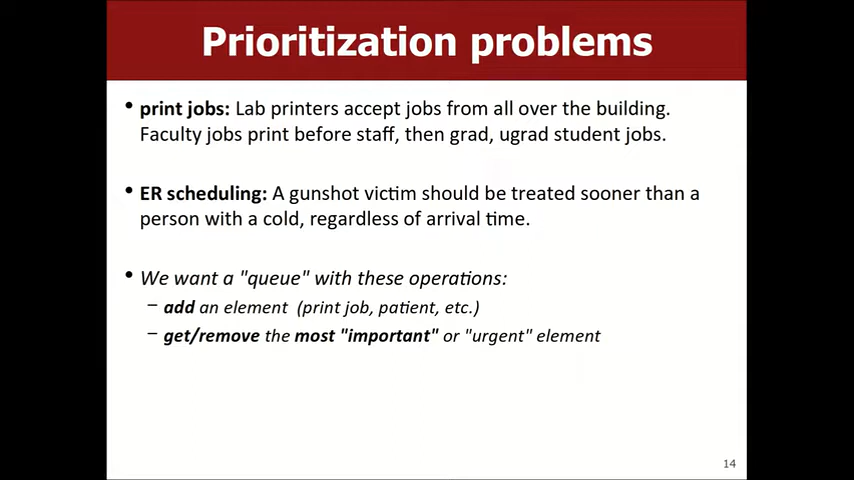 Prioritization problems
• print jobs: Lab printers accept jobs from all over the building.
Faculty jobs print before staff, then grad, ugrad student jobs.
• ER scheduling: A gunshot victim should be treated sooner than a
person with a cold, regardless of arrival time.
• We want a "queue" with these operations:
– add an element (print job, patient, etc.)
– get/remove the most "important" or "urgent" element
14